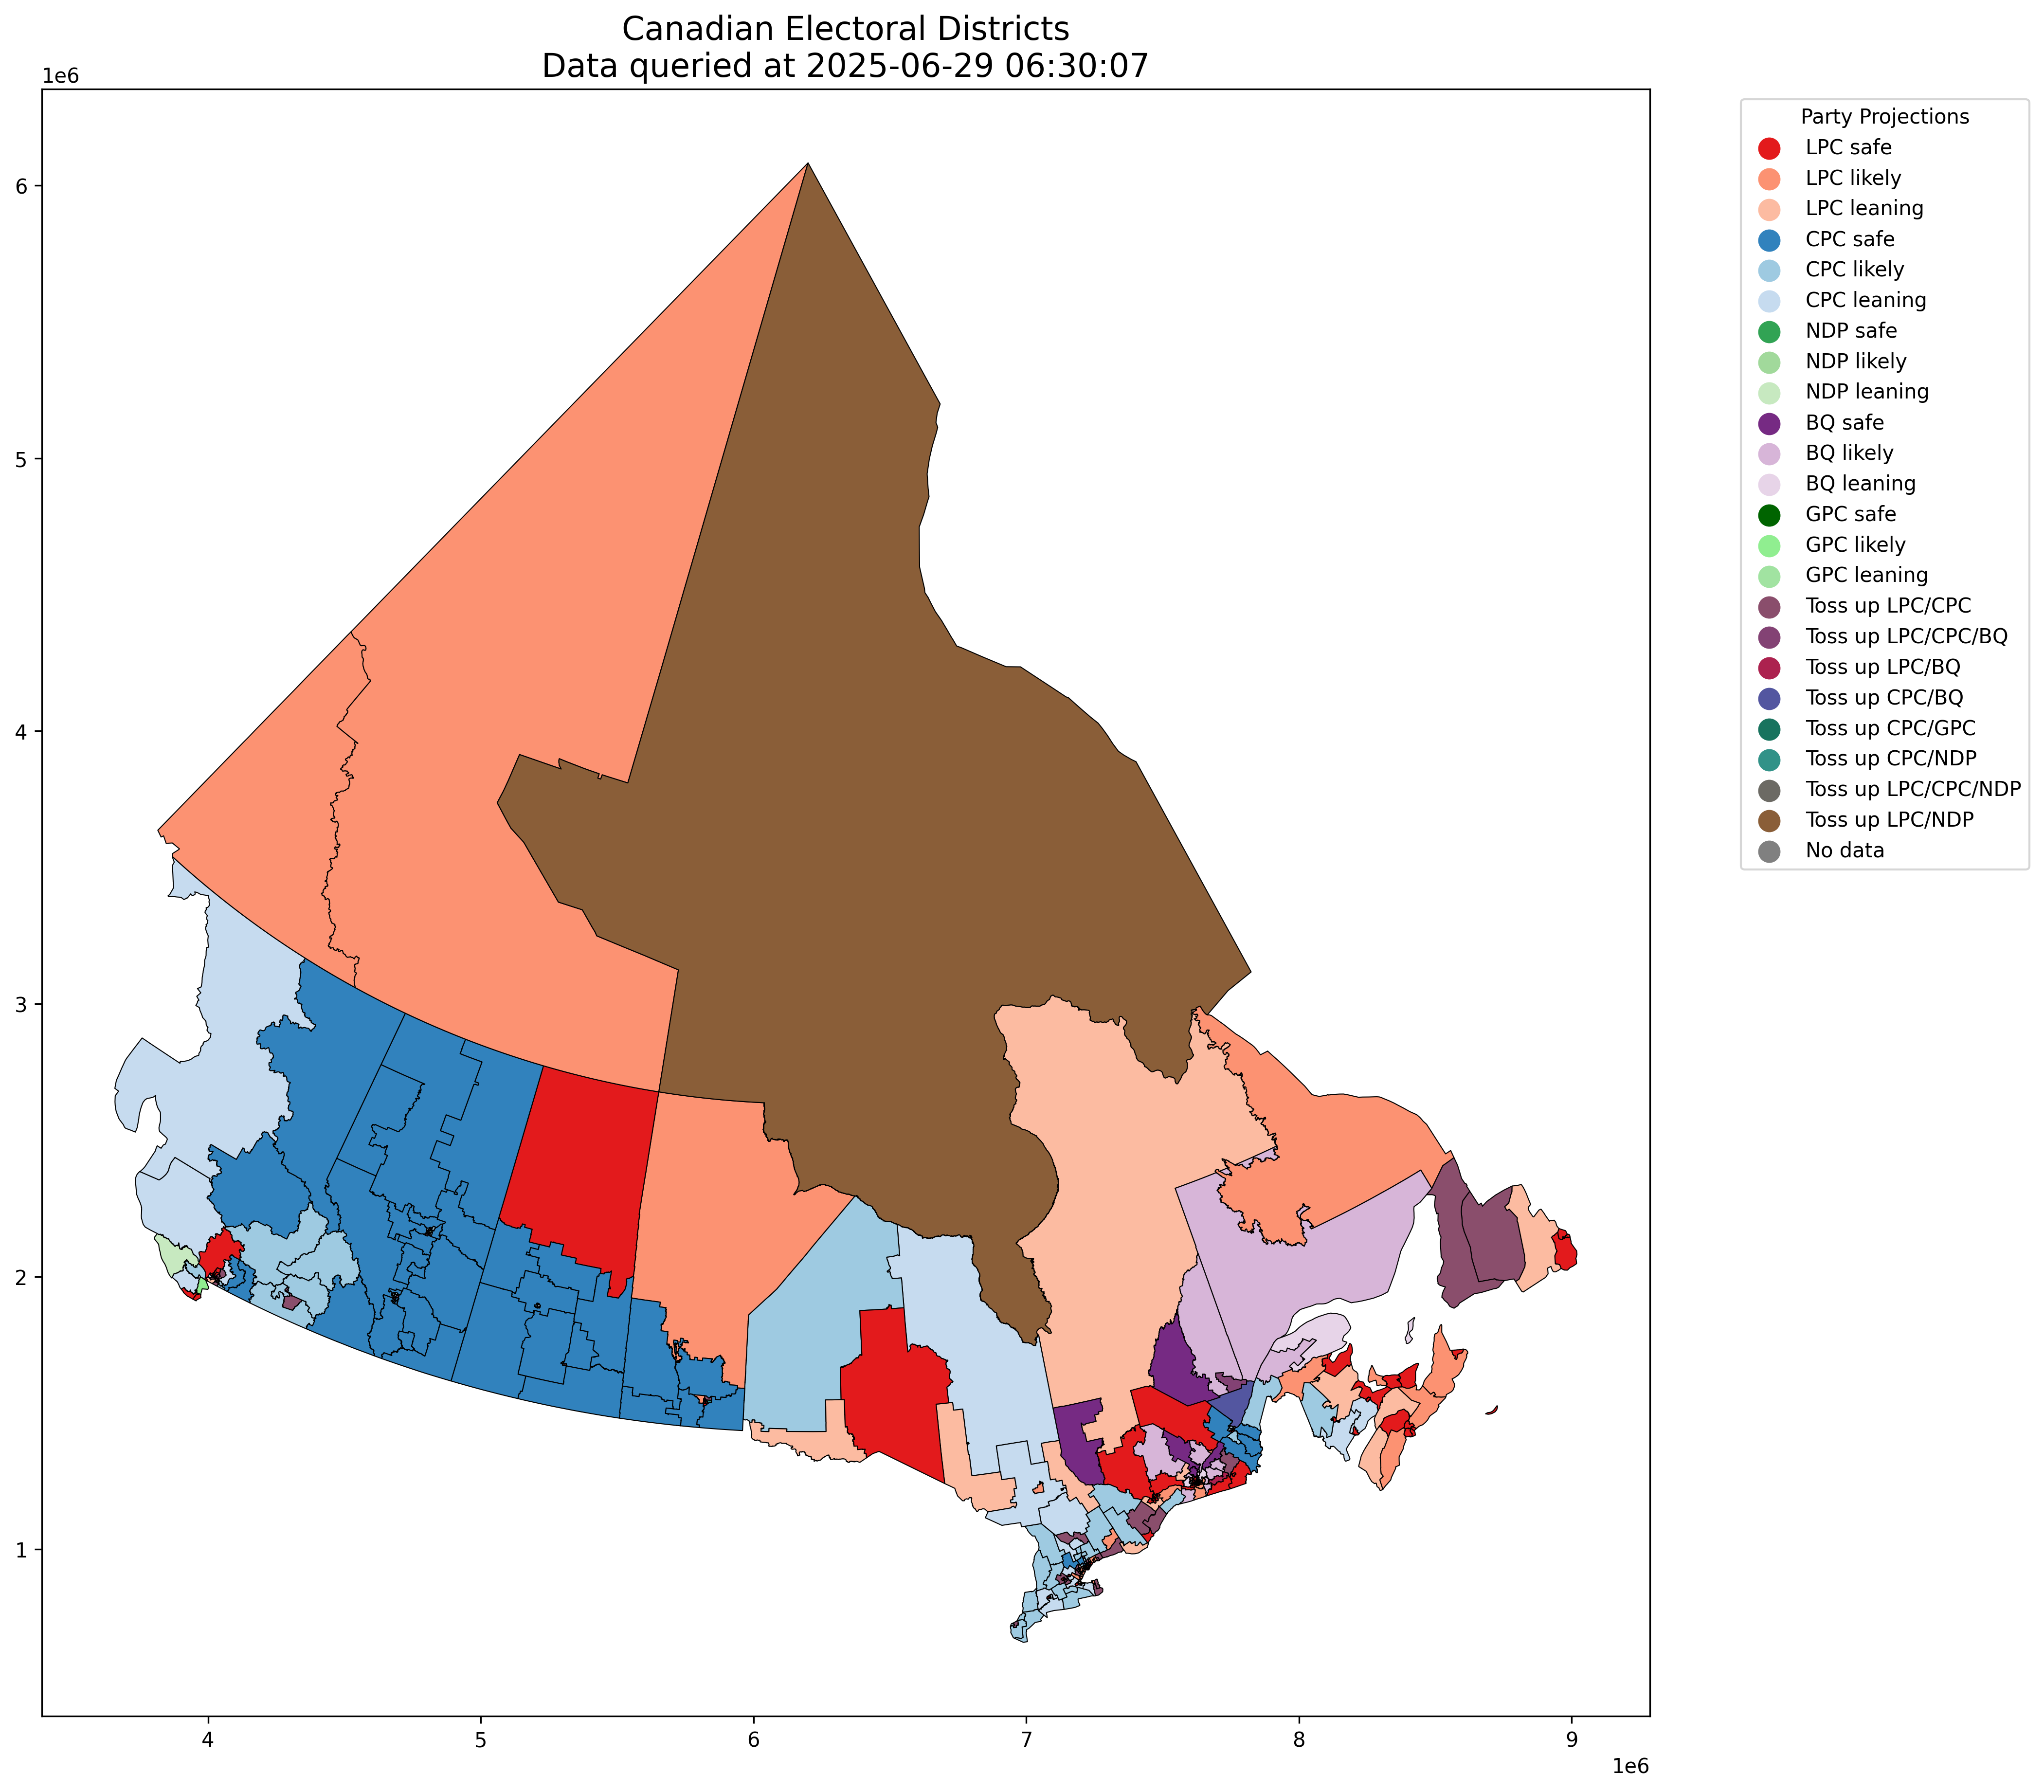 Canadian Electoral Districts
Data queried at 2025-06-29 06:30:07
1e6
6
5
4
3
2
1
4
5
6
7
8
9
1e6
Party Projections
LPC safe
LPC likely
LPC leaning
CPC safe
CPC likely
CPC leaning
NDP safe
NDP likely
NDP leaning
BQ safe
BQ likely
BQ leaning
GPC safe
GPC likely
GPC leaning
Toss up LPC/CPC
Toss up LPC/CPC/BQ
Toss up LPC/BQ
Toss up CPC/BQ
Toss up CPC/GPC
Toss up CPC/NDP
Toss up LPC/CPC/NDP
Toss up LPC/NDP
No data